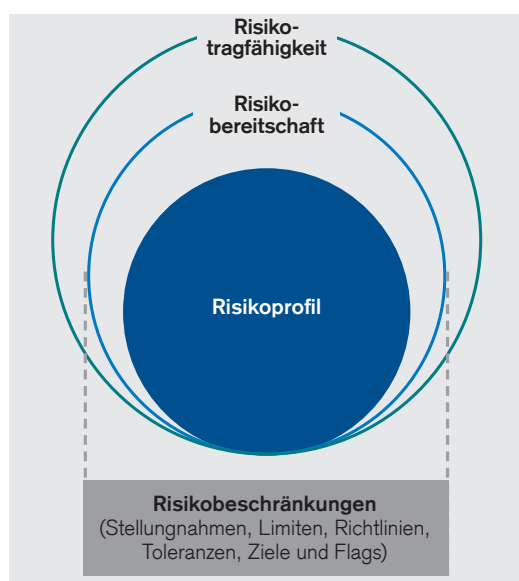 Risiko-
tragfähigkeit
Risiko-
bereitschaft
Risikoprofil
Risikobeschränkungen
(Stellungnahmen, Limiten, Richtlinien,
Toleranzen, Ziele und Flags)